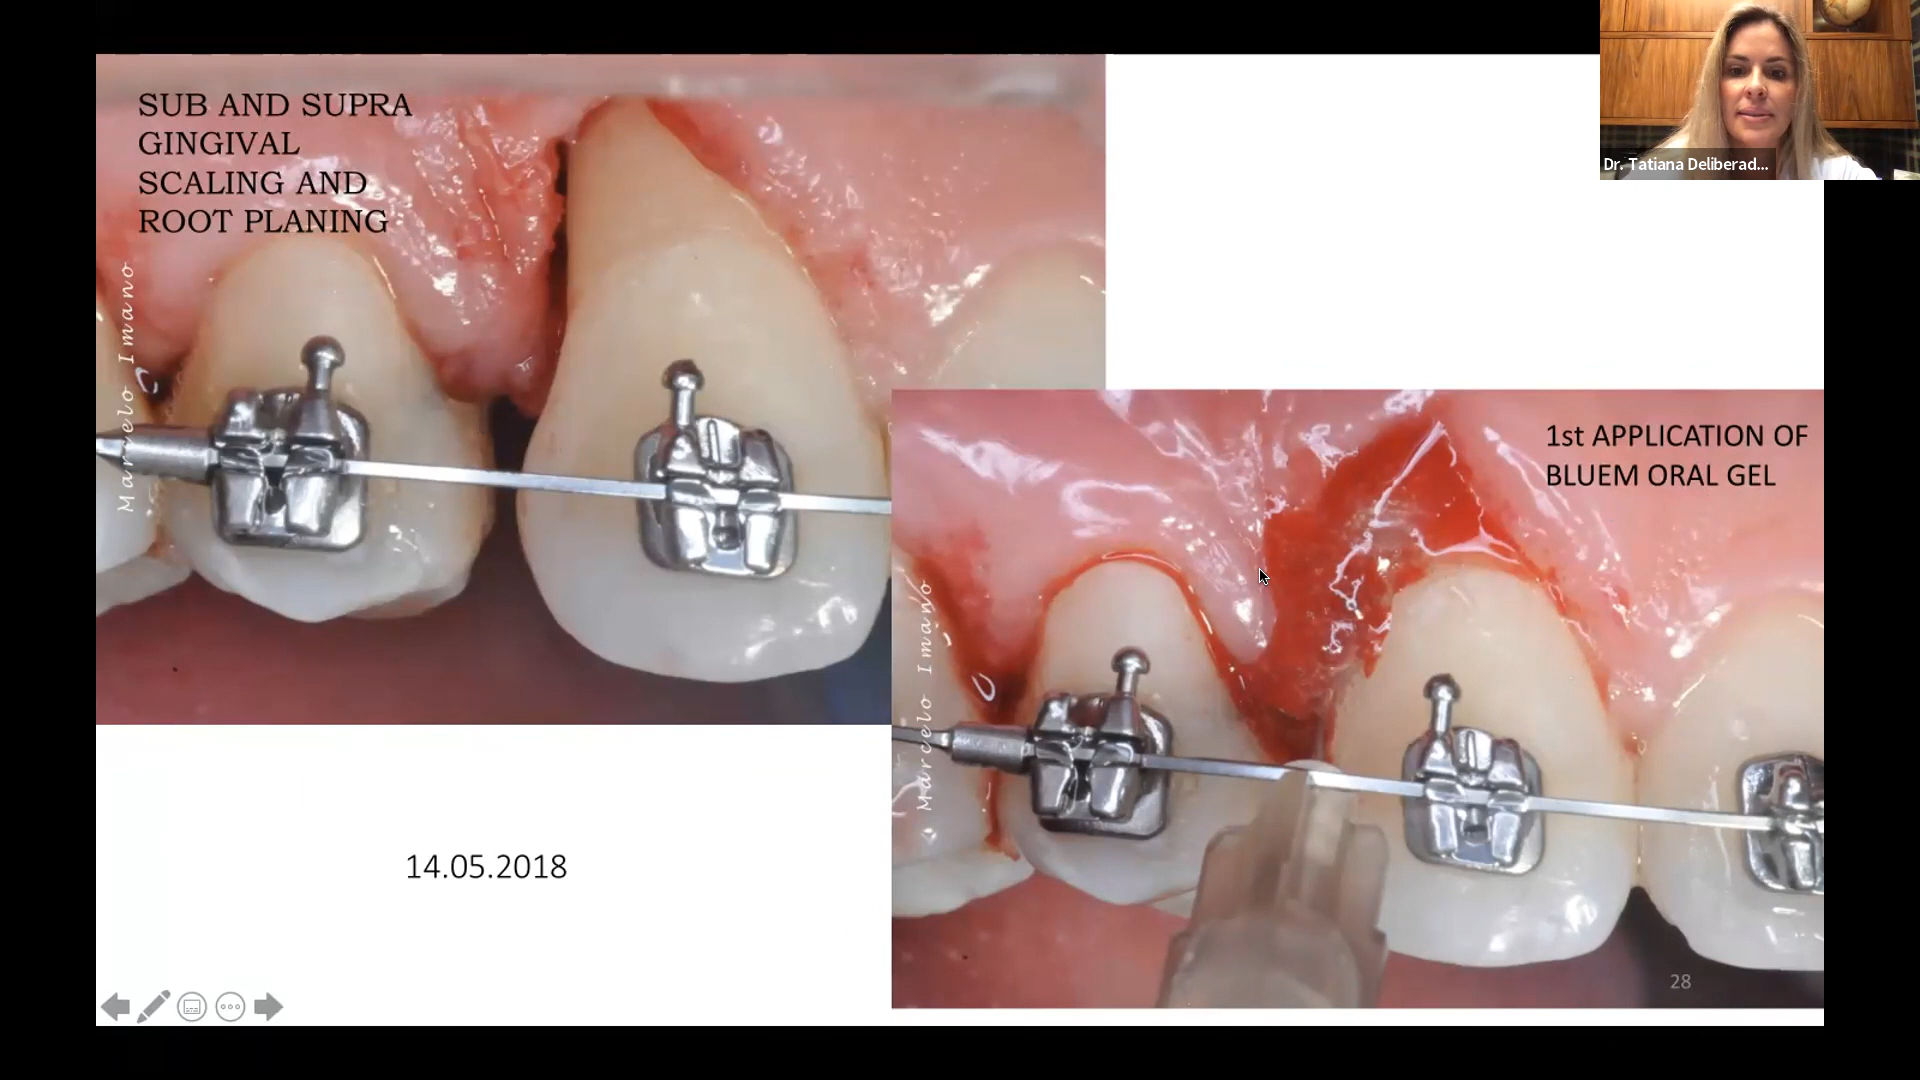 SUB AND SUPRA
GINGIVAL
SCALING AND
ROOT PLANING
Marcelo Imano
14.05.2018
1st APPLICATION OF
BLUEM ORAL GEL
Marcelo Imano
28
Dr. Tatiana Deliberad...